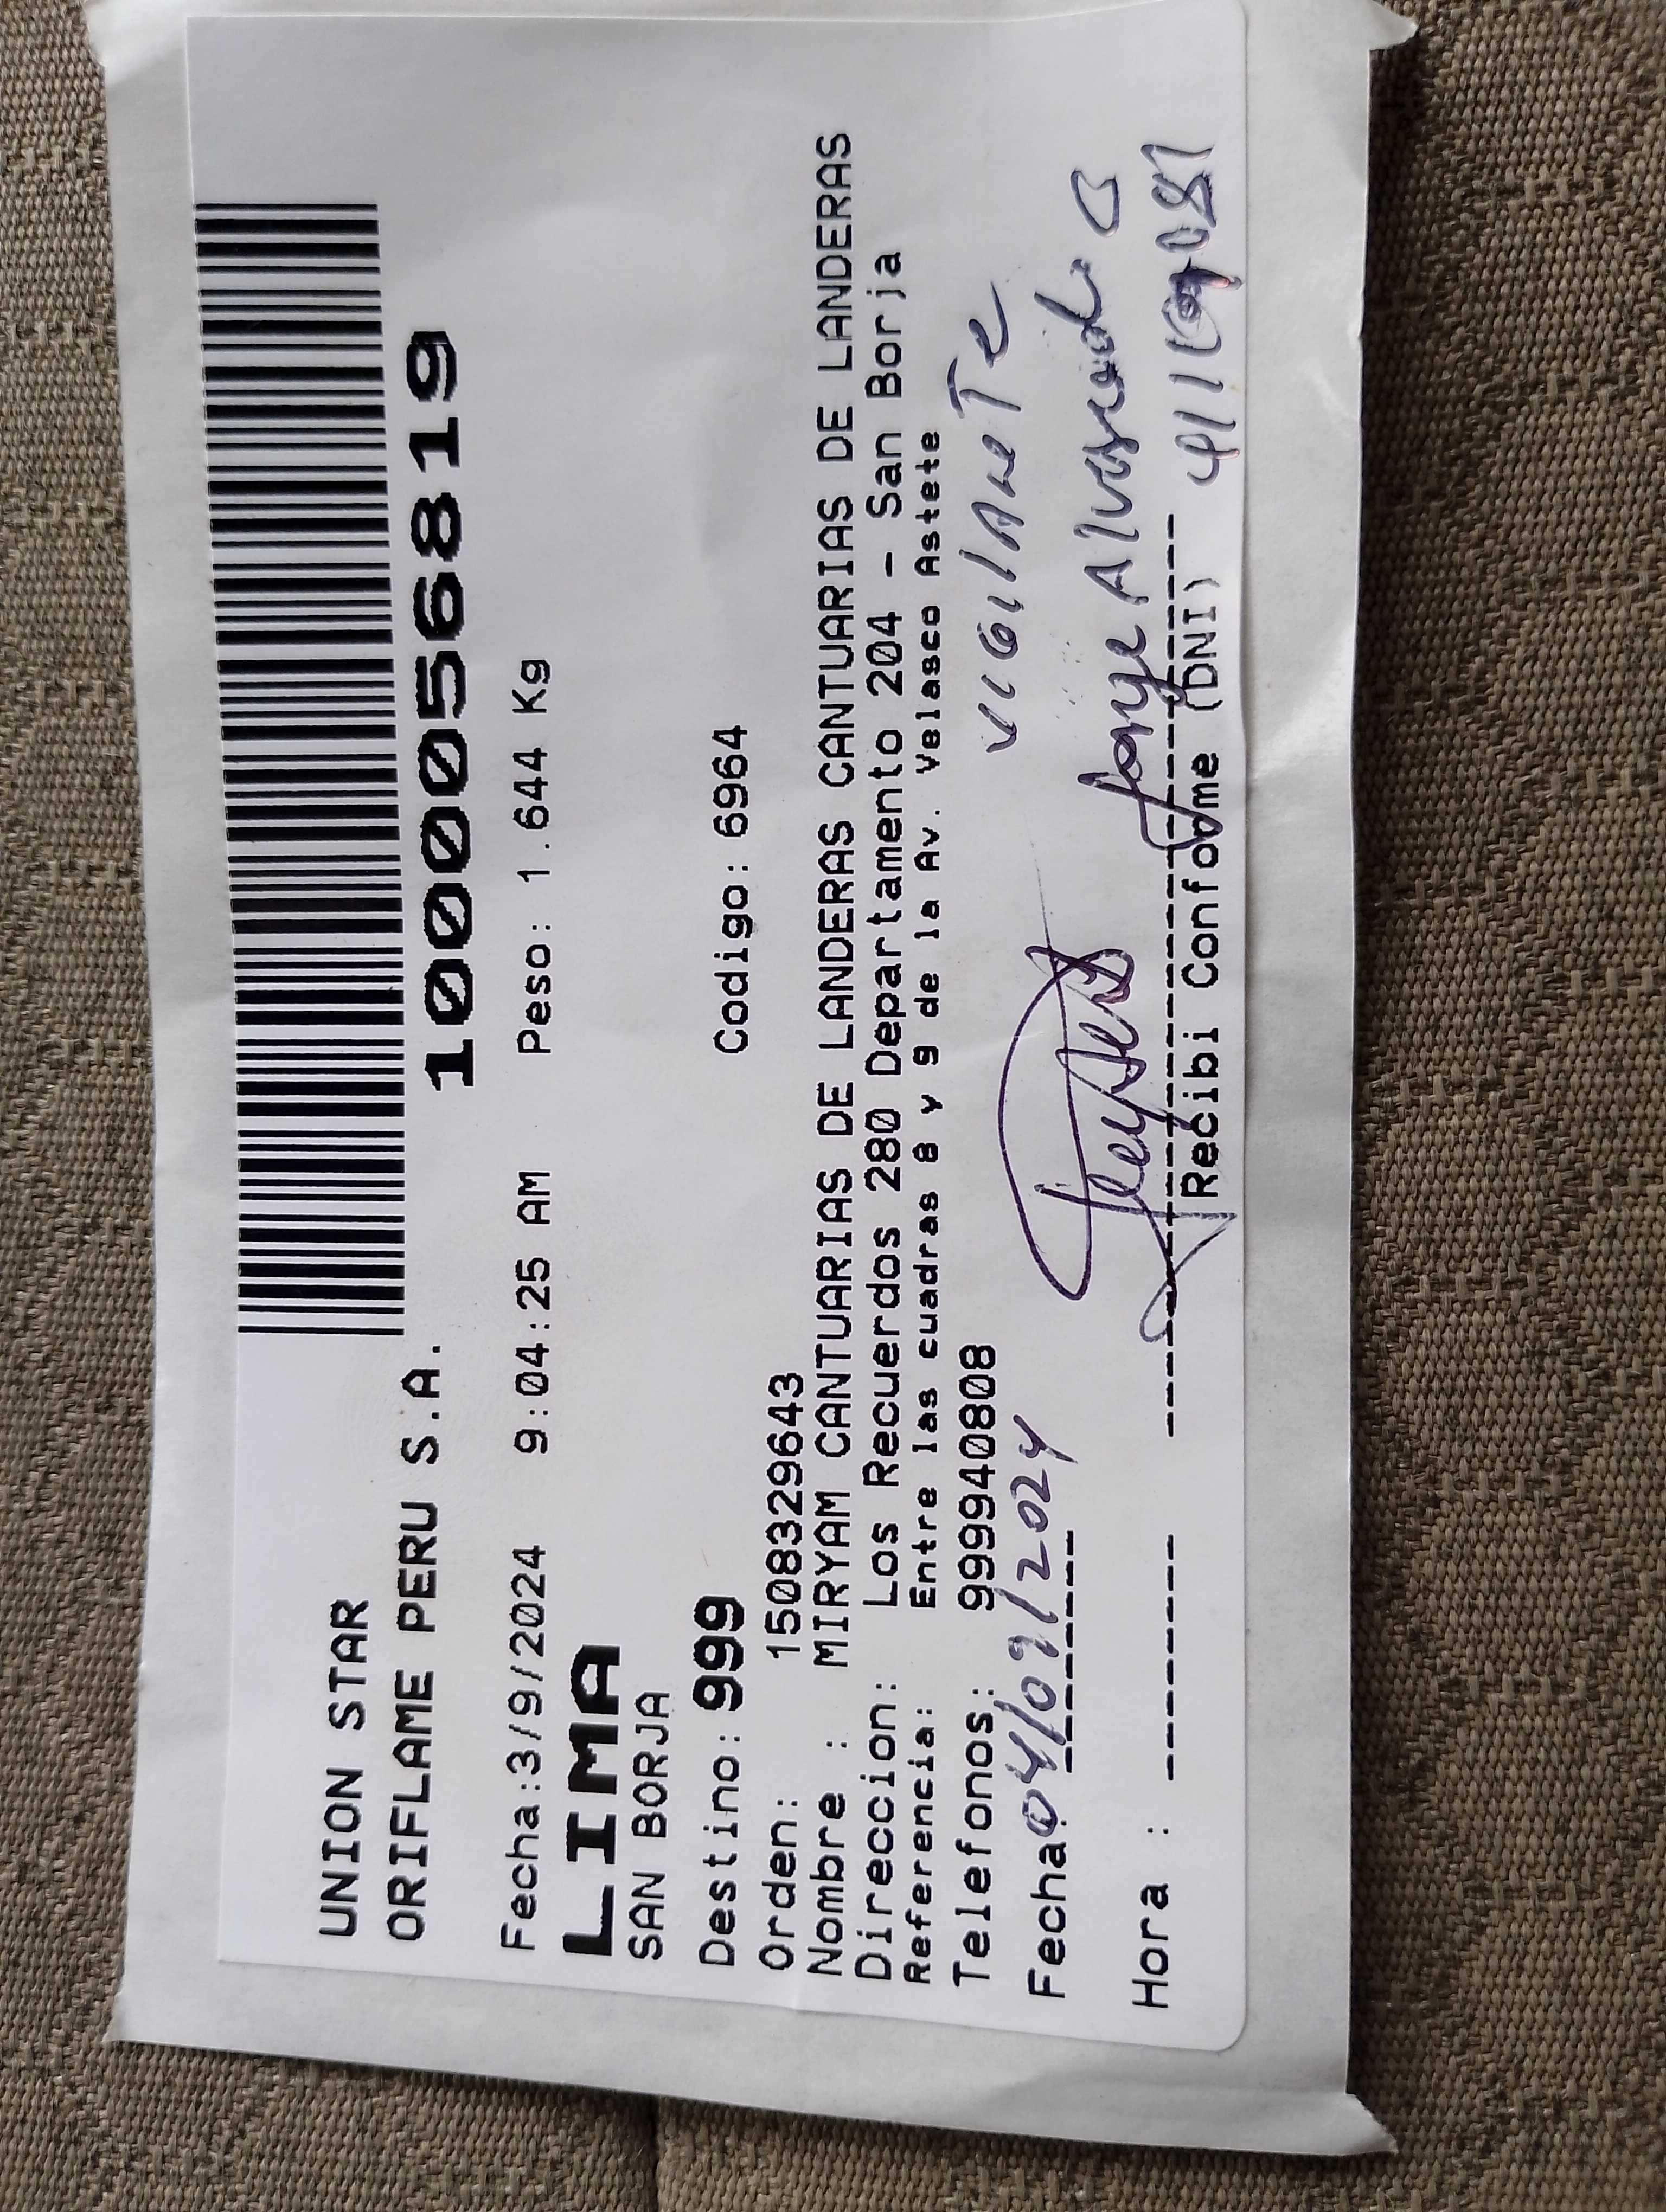 UNION STAR
ORIFLAME PERU S.A.
100056819
Fecha:3/9/2024 9:04:25 AM Peso: 1.644 Kg
LIMA
SAN BORJA
Destino: 999 Codigo: 6964
Orden: 1508329643
Nombre : MIRYAM CANTUARIAS DE LANDERAS CANTUARIAS DE LANDERAS
Direccion: Los Recuerdos 280 Departamento 204 - San Borja
Referencia: Entre las cuadras 8 y 9 de la Av. Velasco Astete
Telefonos: 999940808
VIGILANTE
Fecha: 04/09/2024
Jorge Alvarado C
Hora :
Recibi Conforme (DNI)